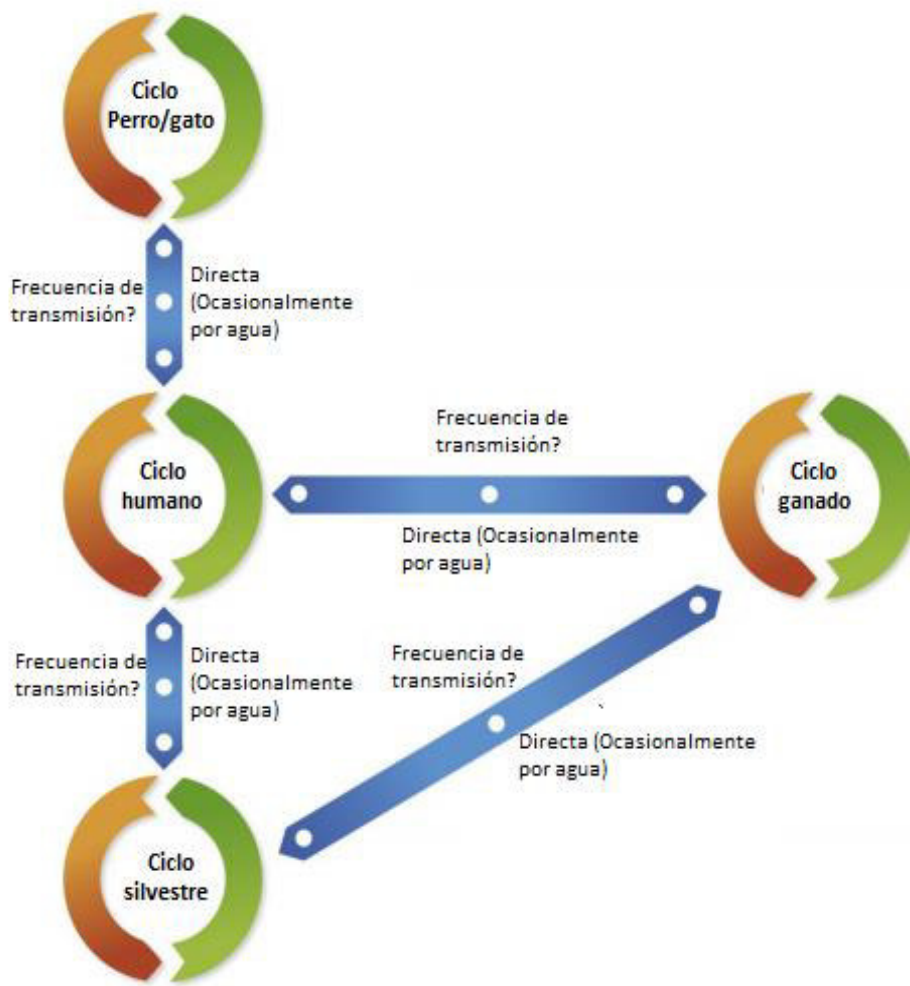 Ciclo
Perro/gato
Frecuencia de
transmisión?
Directa
(Ocasionalmente
por agua)
Ciclo
humano
Frecuencia de
transmisión?
Directa (Ocasionalmente
por agua)
Ciclo
ganado
Frecuencia de
transmisión?
Directa
(Ocasionalmente
por agua)
Frecuencia de
transmisión?
Directa (Ocasionalmente
por agua)
Ciclo
silvestre